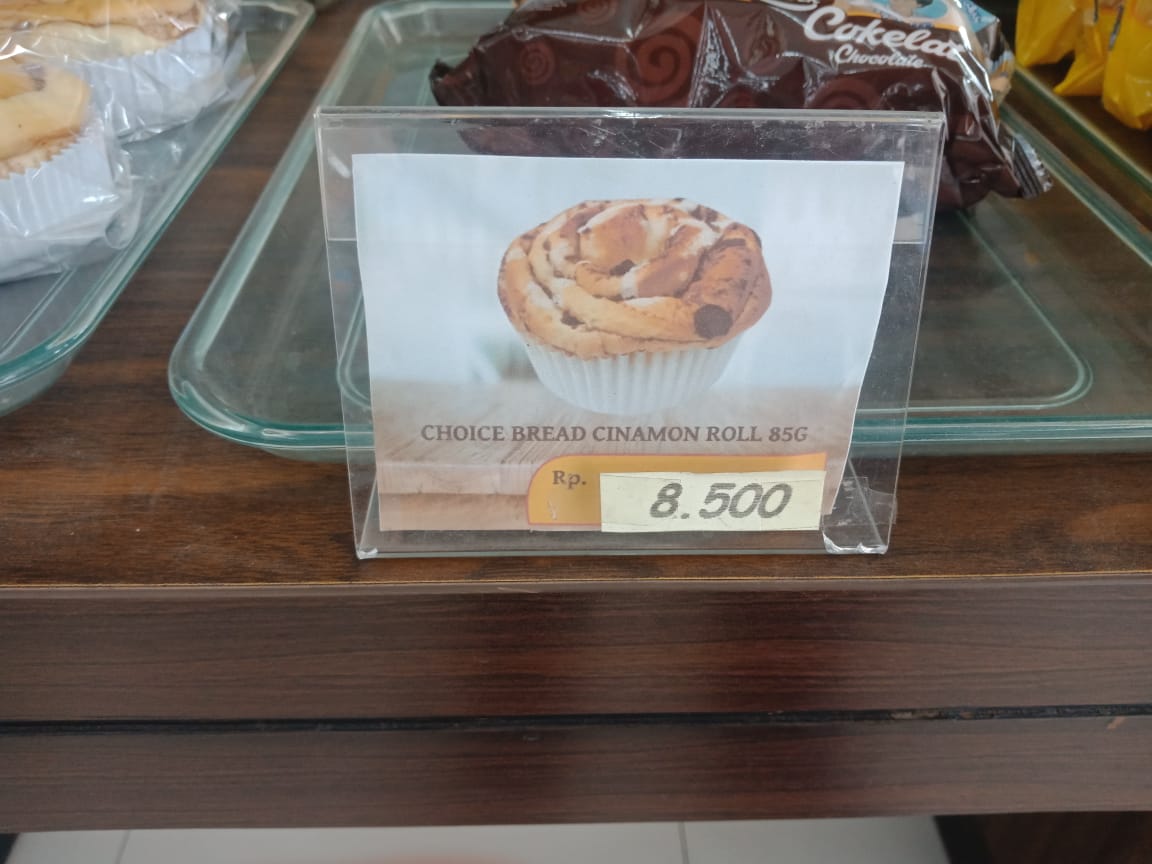 Cokelat
Chocolate
CHOICE BREAD CINAMON ROLL 85G
Rp.
8.500